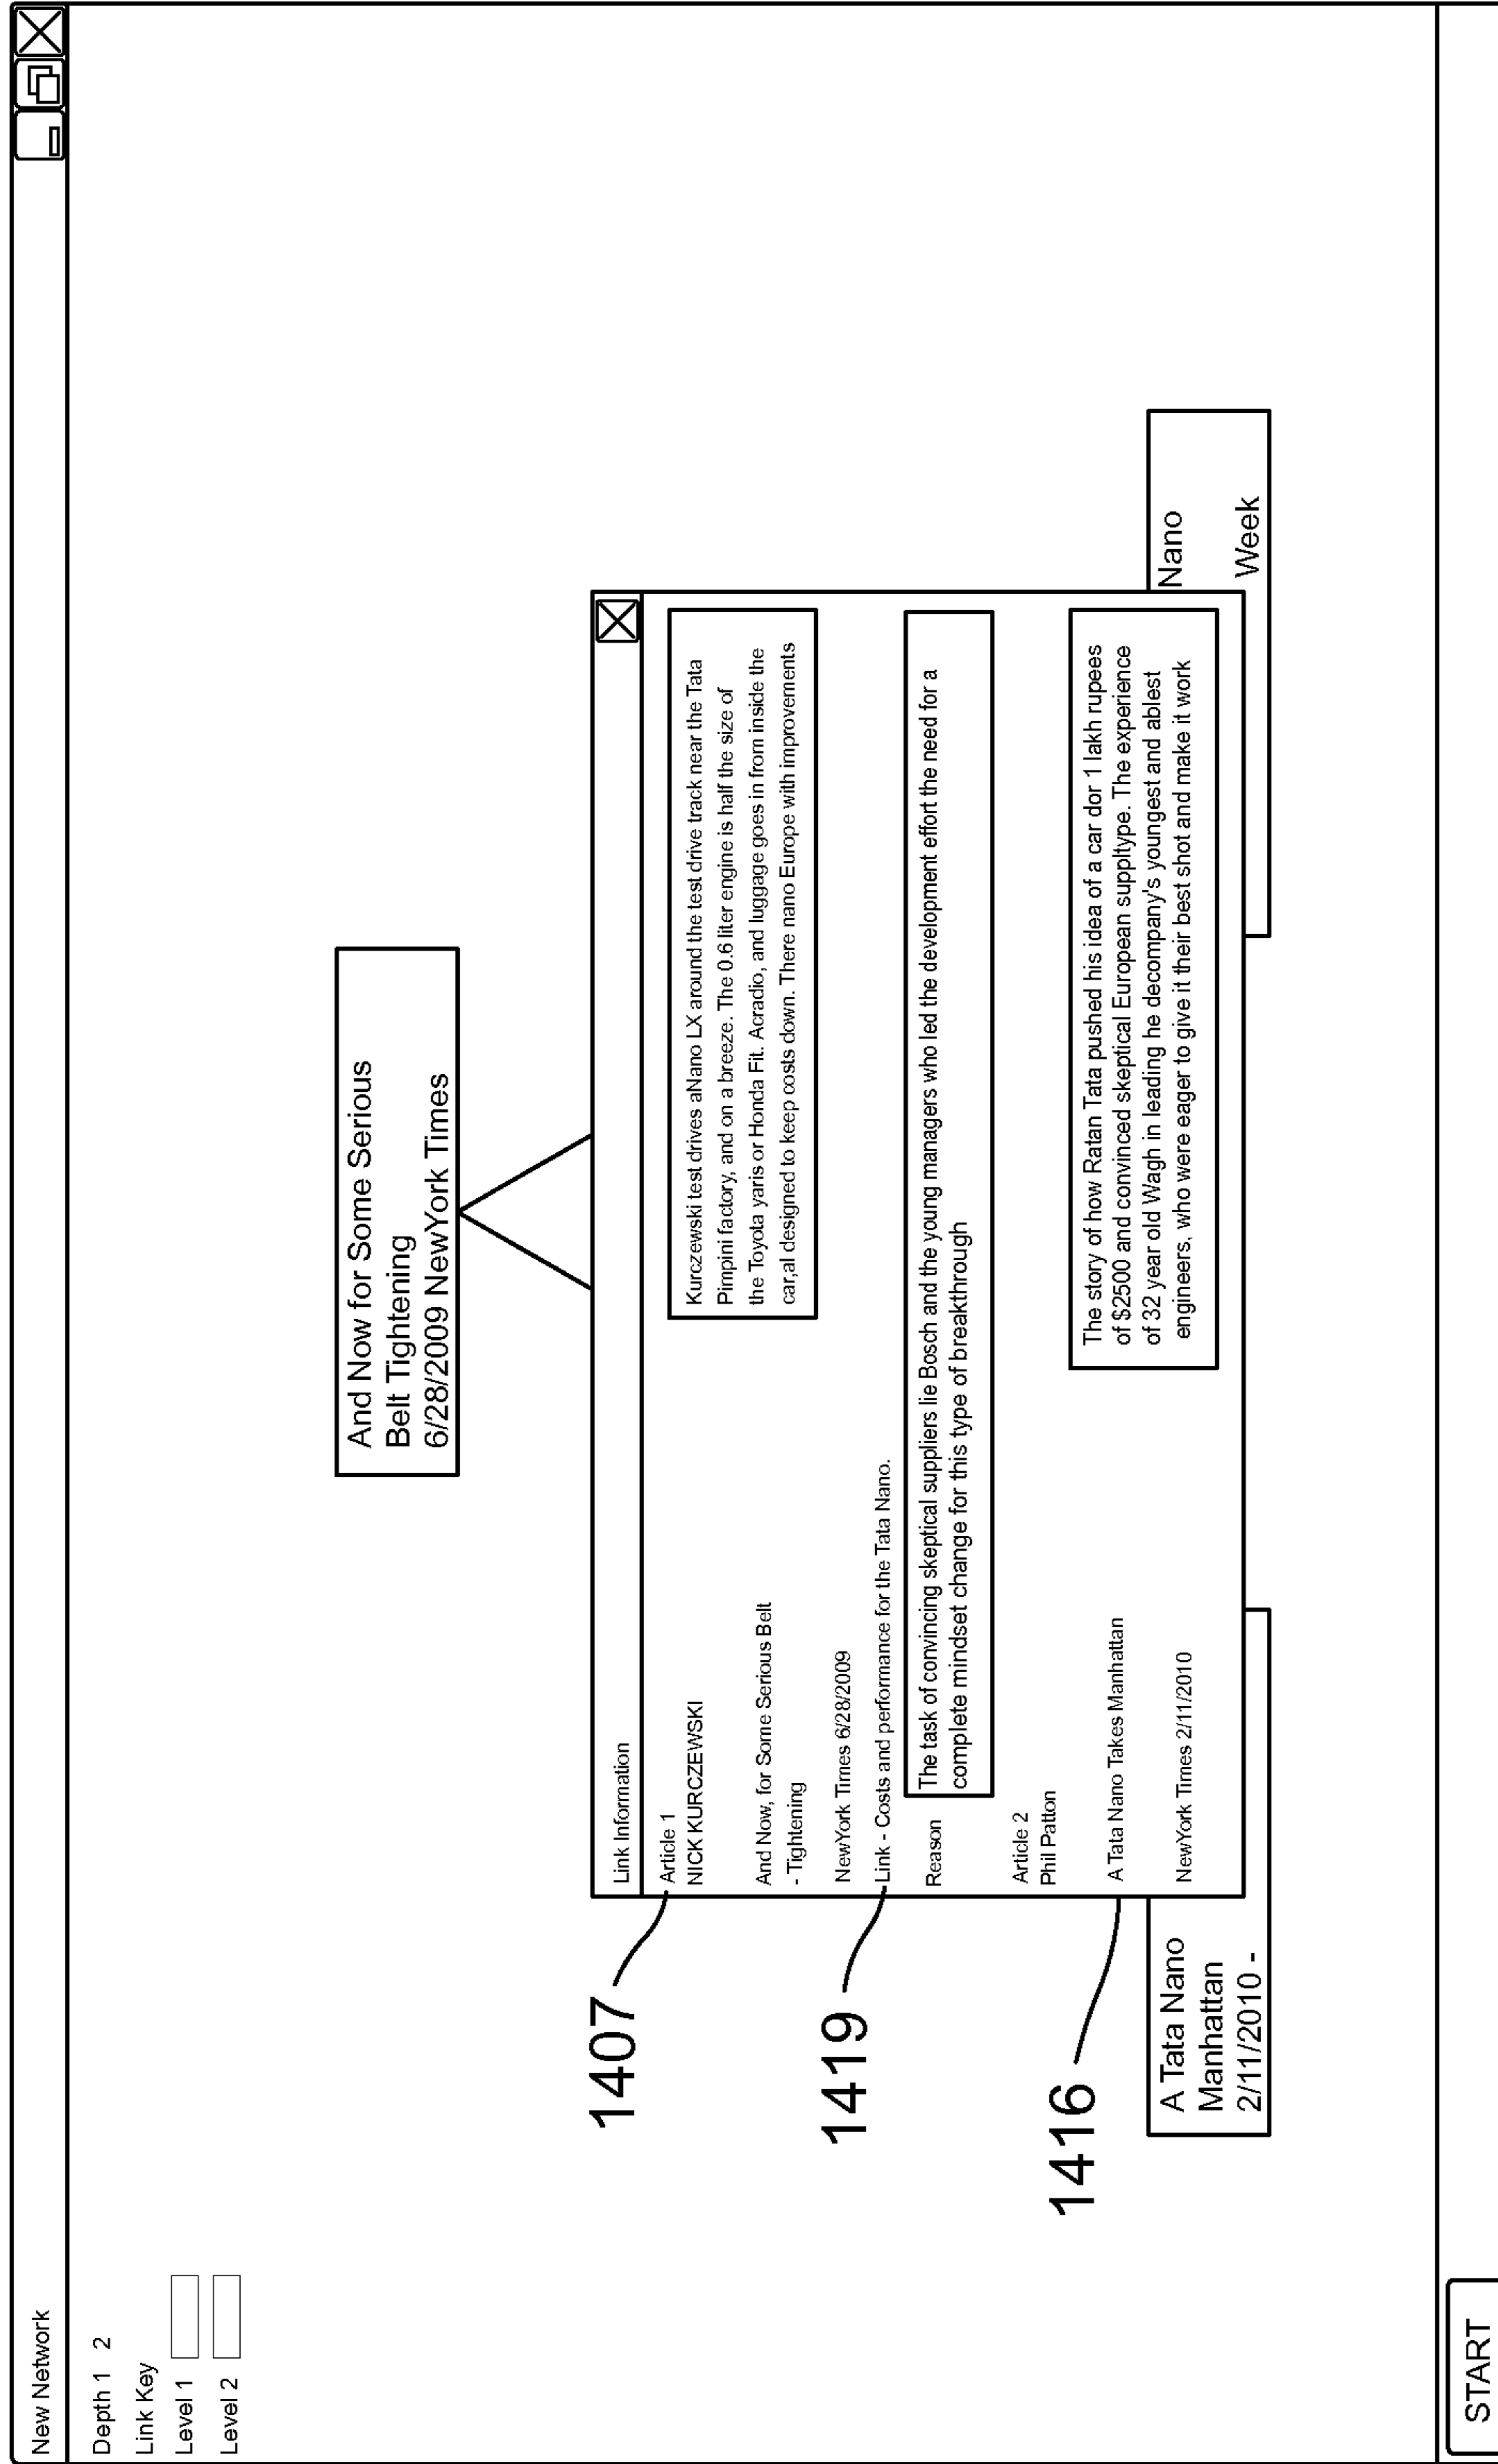 New Network
Depth 1 2
Link Key
Level 1
Level 2
And Now for Some Serious
Belt Tightening
6/28/2009 NewYork Times
Link Information
1407
Article 1
NICK KURCZEWSKI
And Now, for Some Serious Belt
- Tightening
NewYork Times 6/28/2009
Kurczewski test drives aNano LX around the test drive track near the Tata
Pimpini factory, and on a breeze. The 0.6 liter engine is half the size of
the Toyota yaris or Honda Fit. Acradio, and luggage goes in from inside the
car,al designed to keep costs down. There nano Europe with improvements
1419
Link - Costs and performance for the Tata Nano.
Reason
The task of convincing skeptical suppliers lie Bosch and the young managers who led the development effort the need for a
complete mindset change for this type of breakthrough
1416
Article 2
Phil Patton
A Tata Nano Takes Manhattan
NewYork Times 2/11/2010
The story of how Ratan Tata pushed his idea of a car dor 1 lakh rupees
of $2500 and convinced skeptical European suppltype. The experience
of 32 year old Wagh in leading he decompany's youngest and ablest
engineers, who were eager to give it their best shot and make it work
A Tata Nano
Manhattan
2/11/2010 -
Nano
Week
START